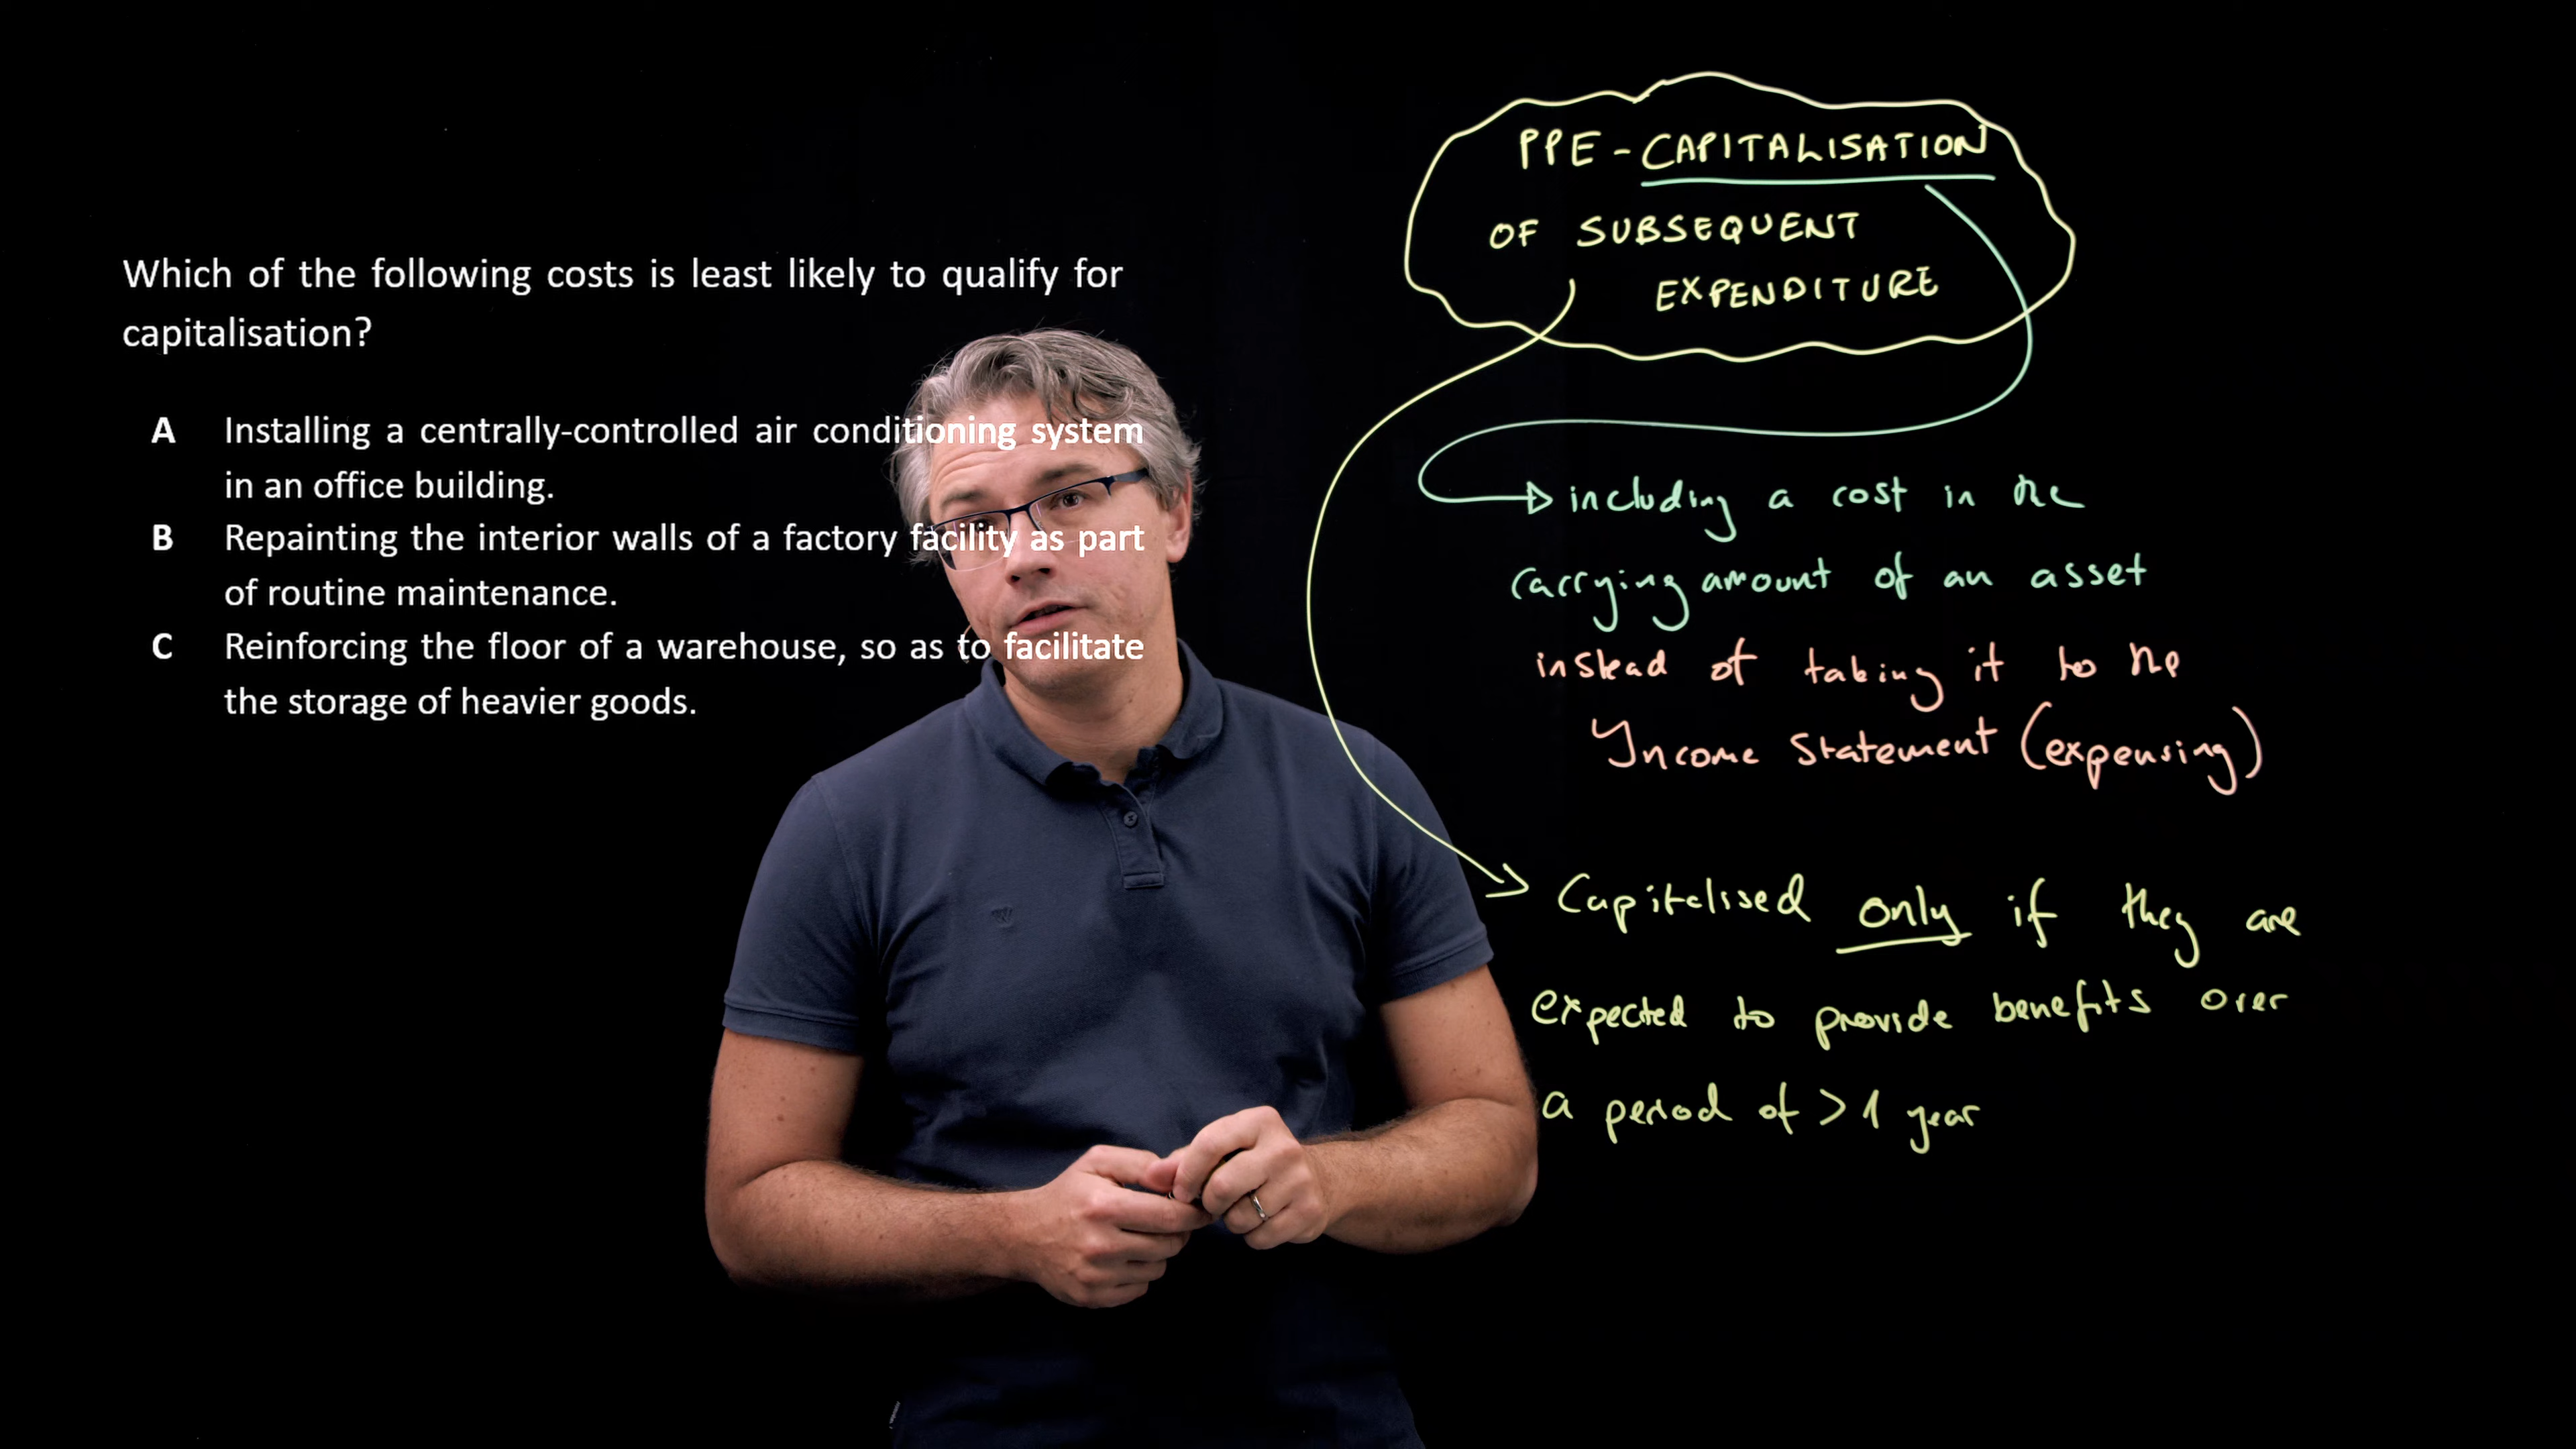 Which of the following costs is least likely to qualify for
capitalisation?
A Installing a centrally-controlled air conditioning system
in an office building.
B Repainting the interior walls of a factory facility as part
of routine maintenance.
C Reinforcing the floor of a warehouse, so as to facilitate
the storage of heavier goods.
PPE - CAPITALISATION
OF SUBSEQUENT
EXPENDITURE
including a cost in the
carrying amount of an asset
instead of taking it to the
Income Statement (expensing)
Capitalised only if they are
expected to provide benefits over
a period of > 1 year